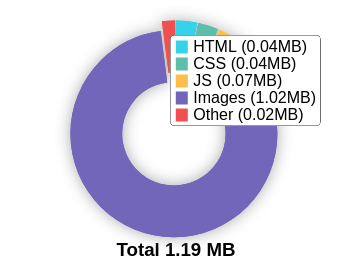 HTML (0.04MB)
CSS (0.04MB)
JS (0.07MB)
Images (1.02MB)
Other (0.02MB)
Total 1.19 MB